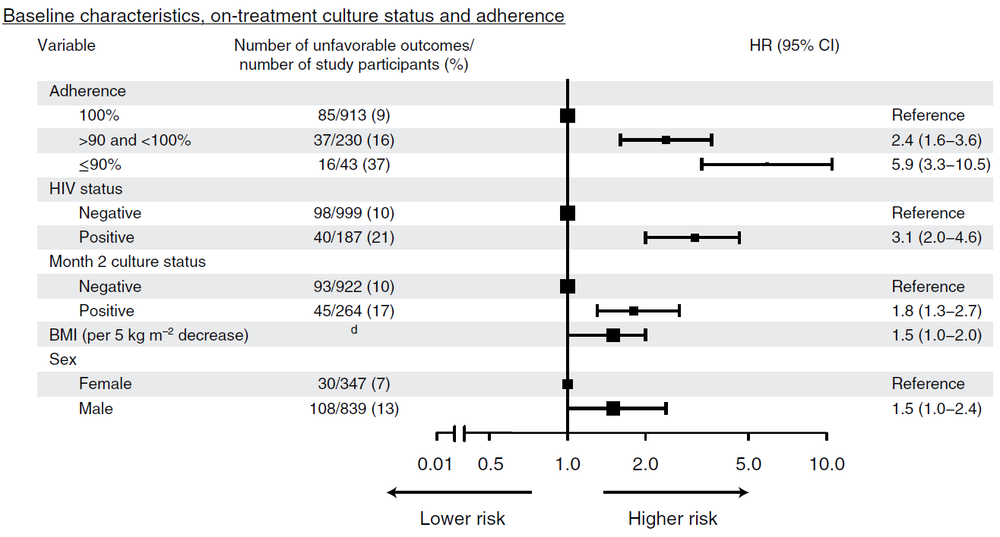 Baseline characteristics, on-treatment culture status and adherence
Variable Number of unfavorable outcomes/ HR (95% CI)
number of study participants (%)
Adherence
100% 85/913 (9) Reference
>90 and <100% 37/230 (16) 2.4 (1.6–3.6)
≤90% 16/43 (37) 5.9 (3.3–10.5)
HIV status
Negative 98/999 (10) Reference
Positive 40/187 (21) 3.1 (2.0–4.6)
Month 2 culture status
Negative 93/922 (10) Reference
Positive 45/264 (17) 1.8 (1.3–2.7)
BMI (per 5 kg m⁻² decrease) d 1.5 (1.0–2.0)
Sex
Female 30/347 (7) Reference
Male 108/839 (13) 1.5 (1.0–2.4)
0.01 0.5 1.0 2.0 5.0 10.0
Lower risk Higher risk